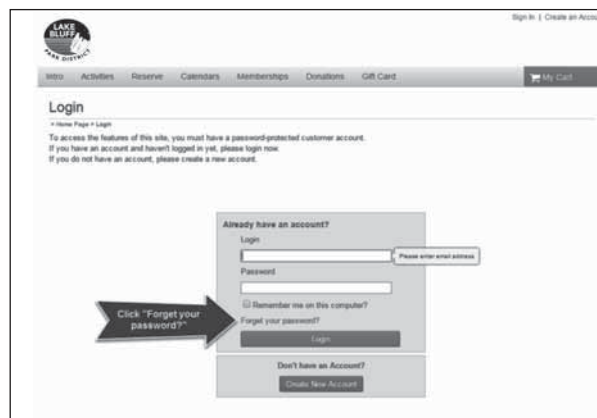 Sign In | Create an Accou
LAKE
BLUFF
PARK DISTRICT
Intro Activities Reserve Calendars Memberships Donations Gift Card My Cart
Login
» Home Page » Login
To access the features of this site, you must have a password-protected customer account.
If you have an account and haven't logged in yet, please login now.
If you do not have an account, please create a new account.
Already have an account?
Login
Please enter email address
Password
Remember me on this computer?
Click "Forget your
password?"
Forget your password?
Login
Don't have an Account?
Create New Account